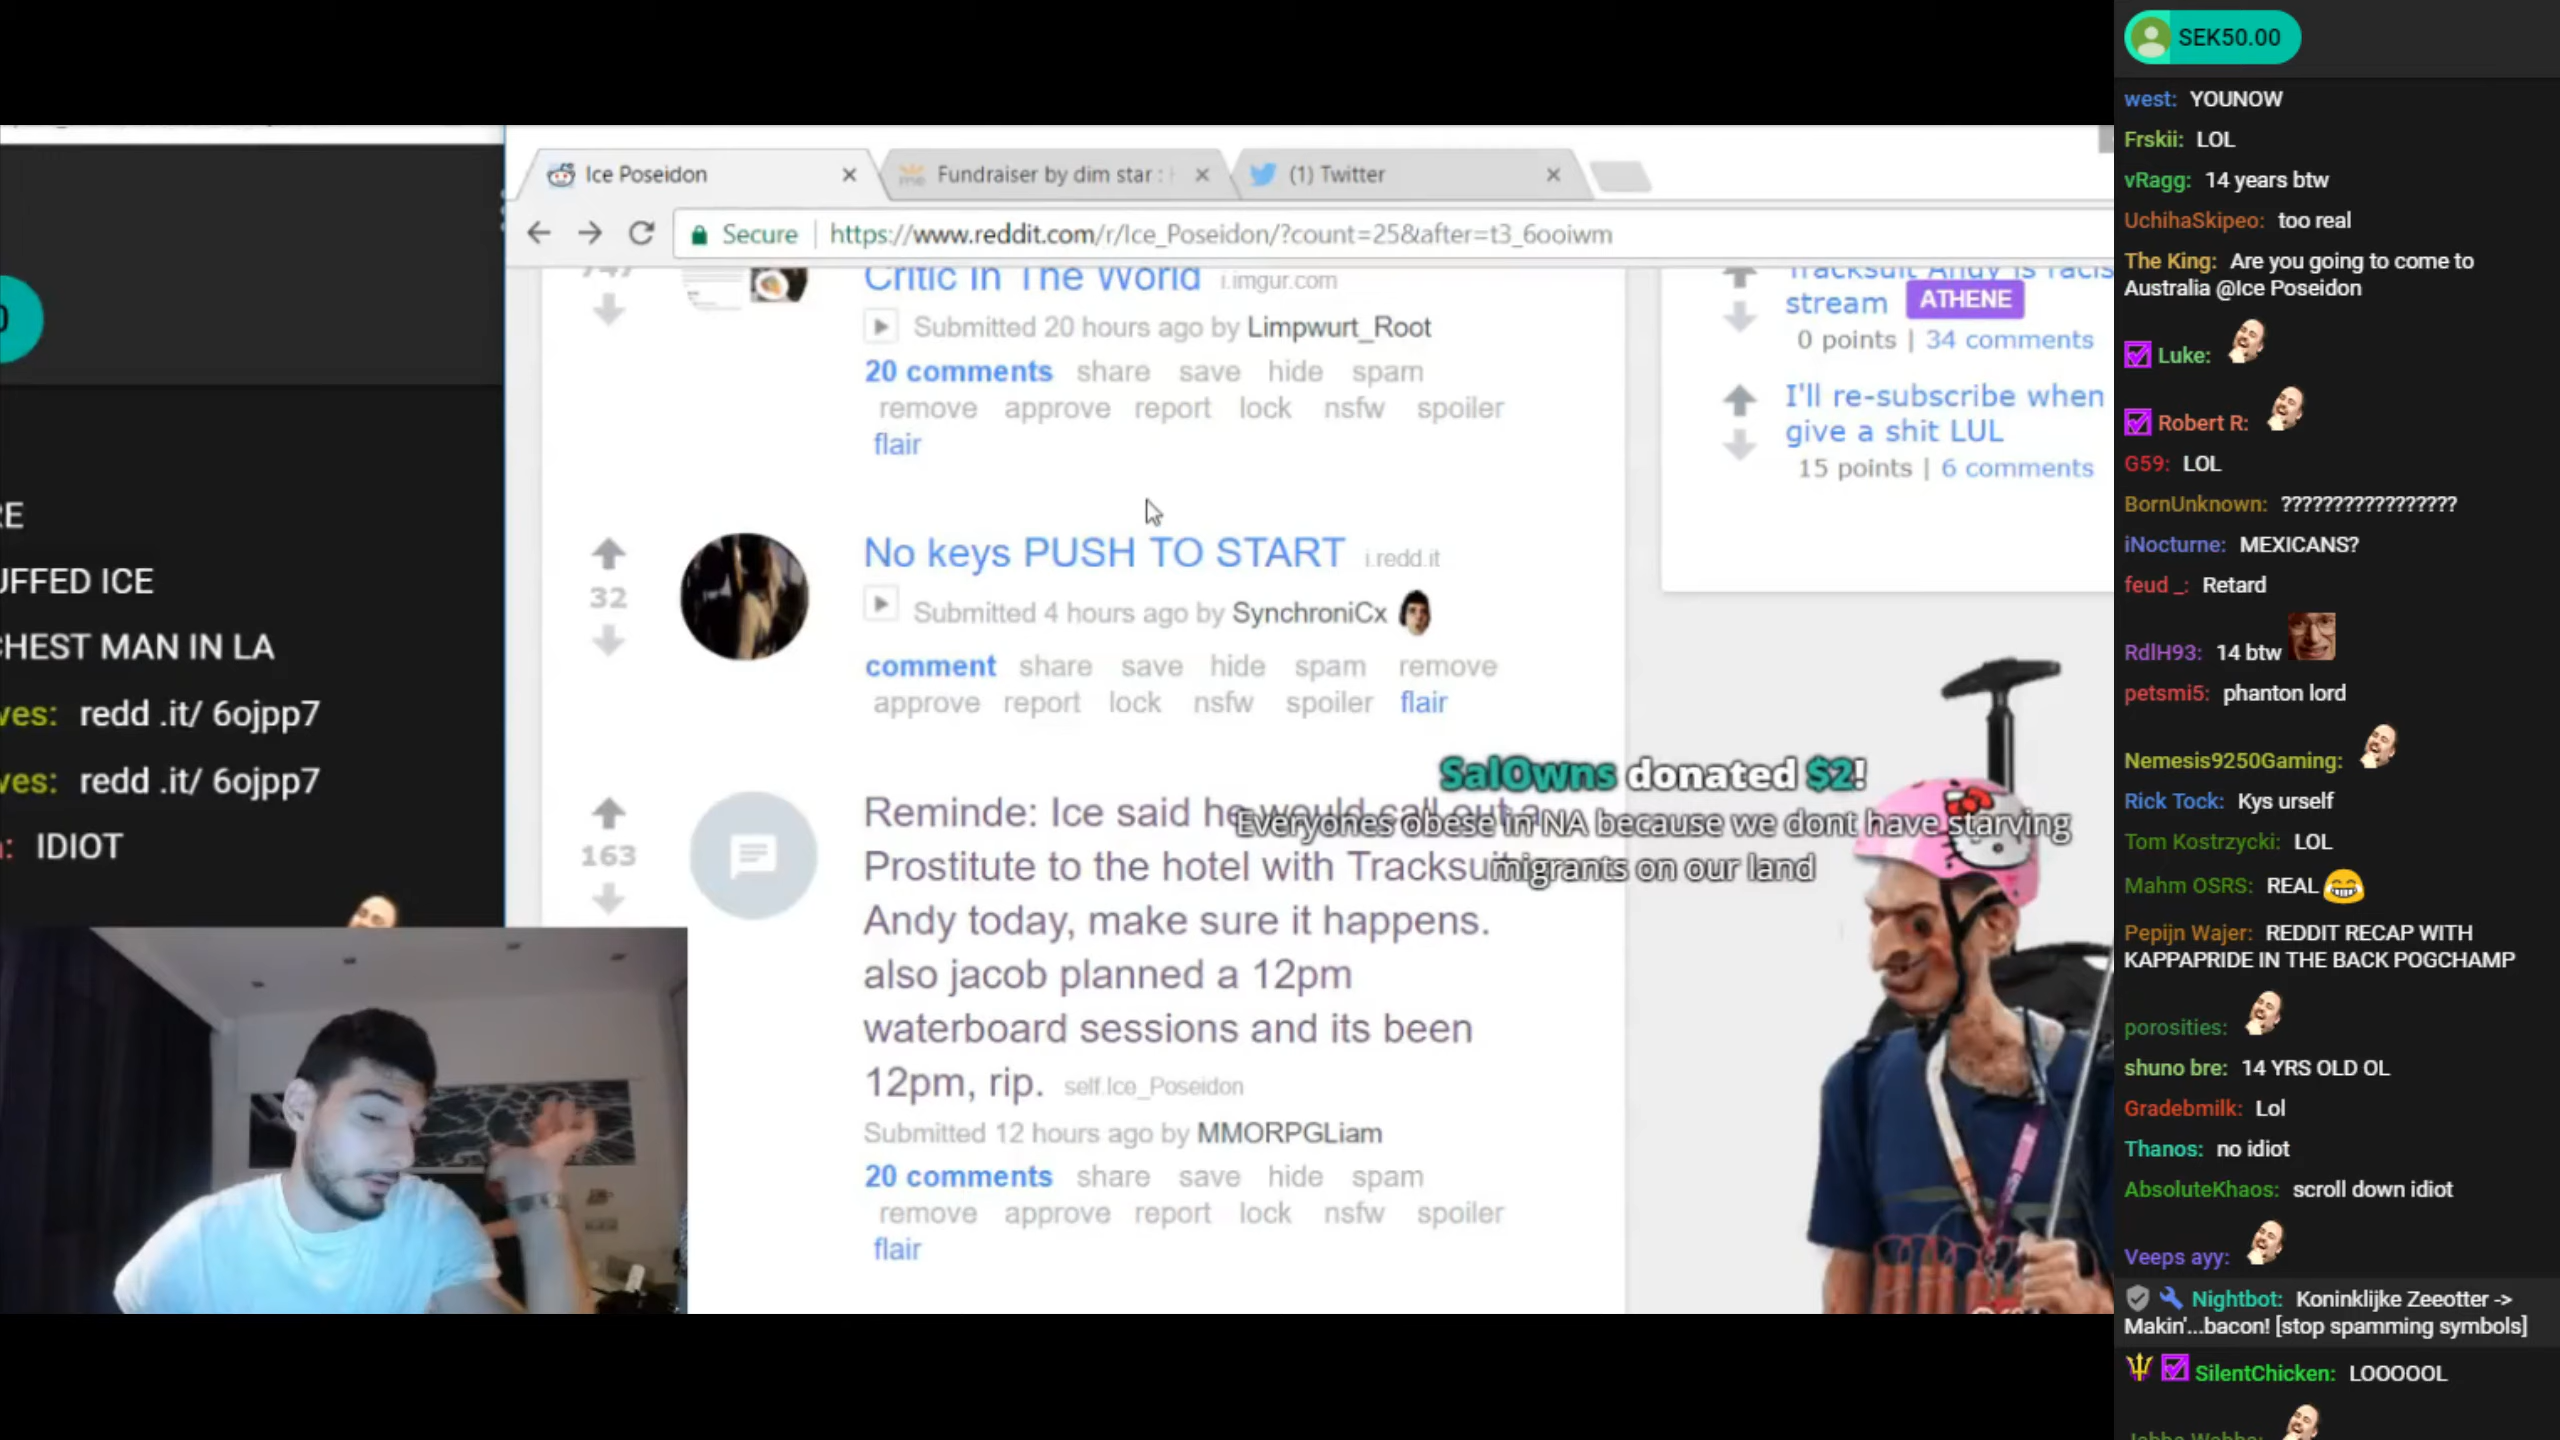 RE
UFFED ICE
CHEST MAN IN LA
ves: redd .it/ 6ojpp7
ves: redd .it/ 6ojpp7
: IDIOT
Ice Poseidon
Fundraiser by dim star :
(1) Twitter
Secure
https://www.reddit.com/r/Ice_Poseidon/?count=25&after=t3_6ooiwm
747
Critic In The World i.imgur.com
Submitted 20 hours ago by Limpwurt_Root
20 comments share save hide spam
remove approve report lock nsfw spoiler
flair
32
No keys PUSH TO START i.redd.it
Submitted 4 hours ago by SynchroniCx
comment share save hide spam remove
approve report lock nsfw spoiler flair
163
Reminde: Ice said he would call out a
Prostitute to the hotel with Tracksuit
Andy today, make sure it happens.
also jacob planned a 12pm
waterboard sessions and its been
12pm, rip. self.Ice_Poseidon
Submitted 12 hours ago by MMORPGLiam
20 comments share save hide spam
remove approve report lock nsfw spoiler
flair
Tracksuit Andy is racis
stream ATHENE
0 points | 34 comments
I'll re-subscribe when
give a shit LUL
15 points | 6 comments
SalOwns donated $2!
Everyones obese in NA because we dont have starving
migrants on our land
SEK50.00
west: YOUNOW
Frskii: LOL
vRagg: 14 years btw
UchihaSkipeo: too real
The King: Are you going to come to
Australia @Ice Poseidon
Luke:
Robert R:
G59: LOL
BornUnknown: ?????????????????
iNocturne: MEXICANS?
feud _: Retard
RdlH93: 14 btw
petsmi5: phanton lord
Nemesis9250Gaming:
Rick Tock: Kys urself
Tom Kostrzycki: LOL
Mahm OSRS: REAL
Pepijn Wajer: REDDIT RECAP WITH
KAPPAPRIDE IN THE BACK POGCHAMP
porosities:
shuno bre: 14 YRS OLD OL
Gradebmilk: Lol
Thanos: no idiot
AbsoluteKhaos: scroll down idiot
Veeps ayy:
Nightbot: Koninklijke Zeeotter ->
Makin'...bacon! [stop spamming symbols]
SilentChicken: LOOOOOL